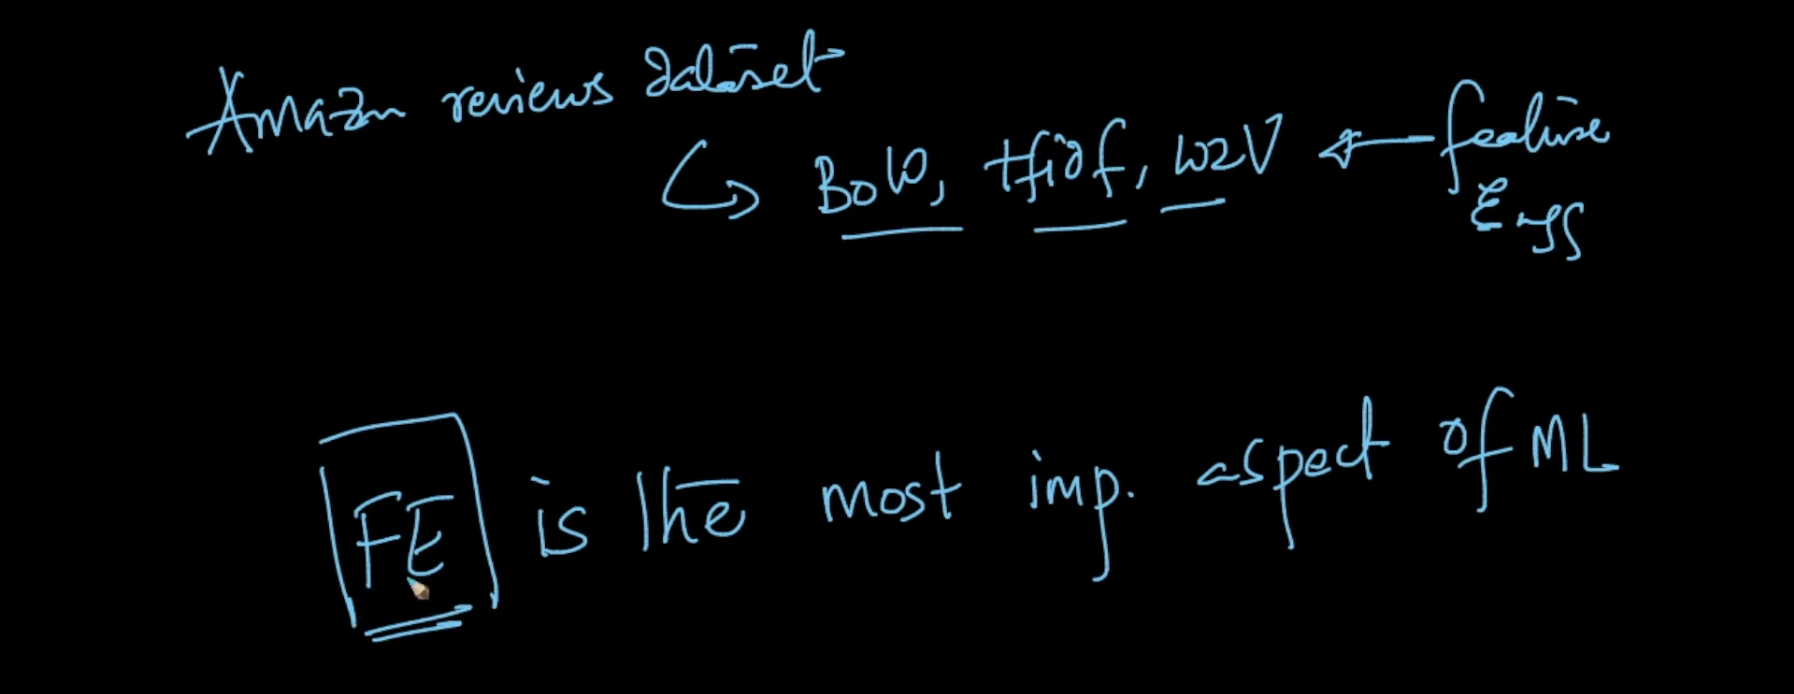 Amazon reviews dataset
BoW, tfidf, W2V ← feature
Engg
FE is the most imp. aspect of ML